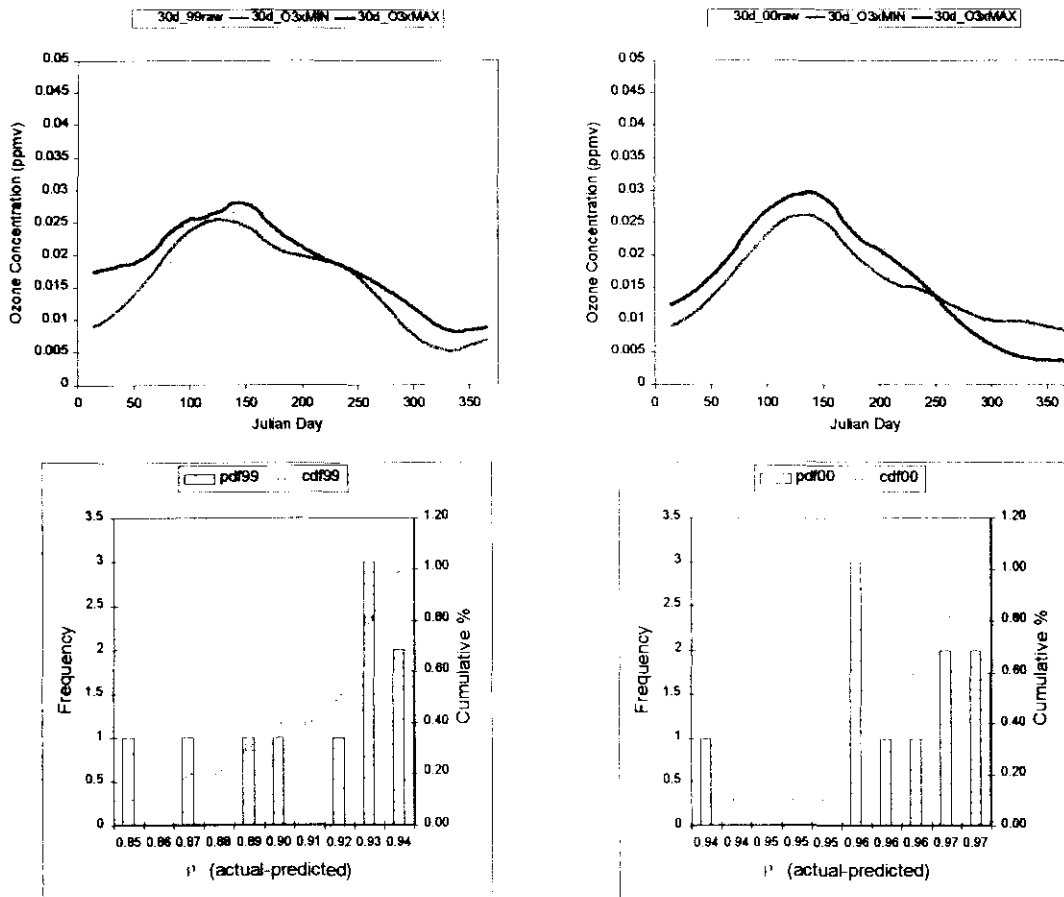 30d_99raw 30d_O3xMIN 30d_O3xMAX
0.05
0.045
0.04
0.035
0.03
0.025
0.02
0.015
0.01
0.005
0
Ozone Concentration (ppmv)
0 50 100 150 200 250 300 350
Julian Day
30d_00raw 30d_O3xMIN 30d_O3xMAX
0.05
0.045
0.04
0.035
0.03
0.025
0.02
0.015
0.01
0.005
0
Ozone Concentration (ppmv)
0 50 100 150 200 250 300 350
Julian Day
pdf99 cdf99
3.5
3
2.5
2
1.5
1
0.5
0
Frequency
1.20
1.00
0.80
0.60
0.40
0.20
0.00
Cumulative %
0.85 0.86 0.87 0.88 0.89 0.90 0.91 0.92 0.93 0.94
(actual-predicted)
pdf00 cdf00
3.5
3
2.5
2
1.5
1
0.5
0
Frequency
1.20
1.00
0.80
0.60
0.40
0.20
0.00
Cumulative %
0.94 0.94 0.95 0.95 0.95 0.96 0.96 0.96 0.97 0.97
(actual-predicted)